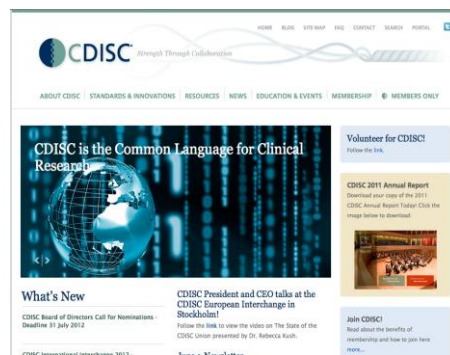 HOME BLOG SITE MAP FAQ CONTACT SEARCH PORTAL
CDISC Strength Through Collaboration
ABOUT CDISC STANDARDS & INNOVATIONS RESOURCES NEWS EDUCATION & EVENTS MEMBERSHIP MEMBERS ONLY
CDISC is the Common Language for Clinical
Research
Volunteer for CDISC!
Follow the link.
CDISC 2011 Annual Report
Download your copy of the 2011
CDISC Annual Report Today! Click the
image below to download:
What's New
CDISC Board of Directors Call for Nominations -
Deadline 31 July 2012
CDISC International Interchange 2012
CDISC President and CEO talks at the
CDISC European Interchange in
Stockholm!
Follow the link to view the video on The State of the
CDISC Union presented by Dr. Rebecca Kush.
June e-Newsletter
Join CDISC!
Read about the benefits of
membership and how to join here
more...